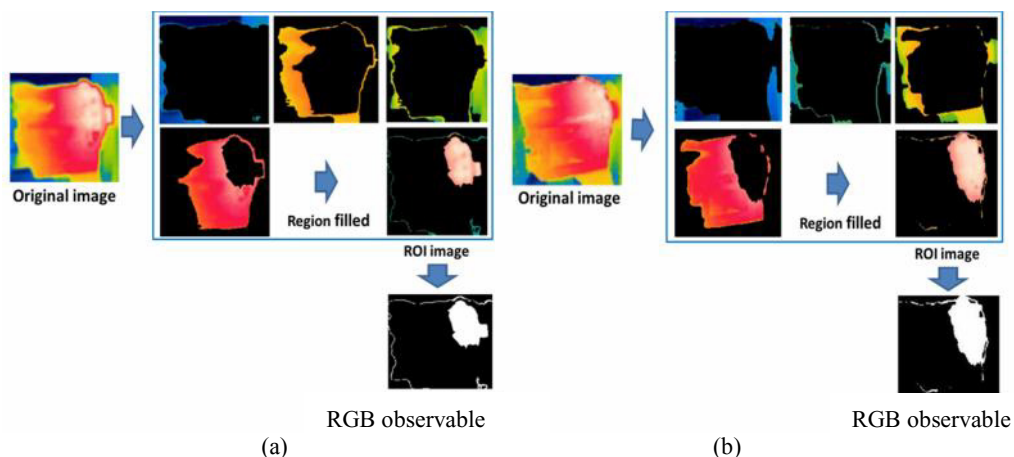 Original image
Region filled
ROI image
RGB observable
(a)
Original image
Region filled
ROI image
RGB observable
(b)